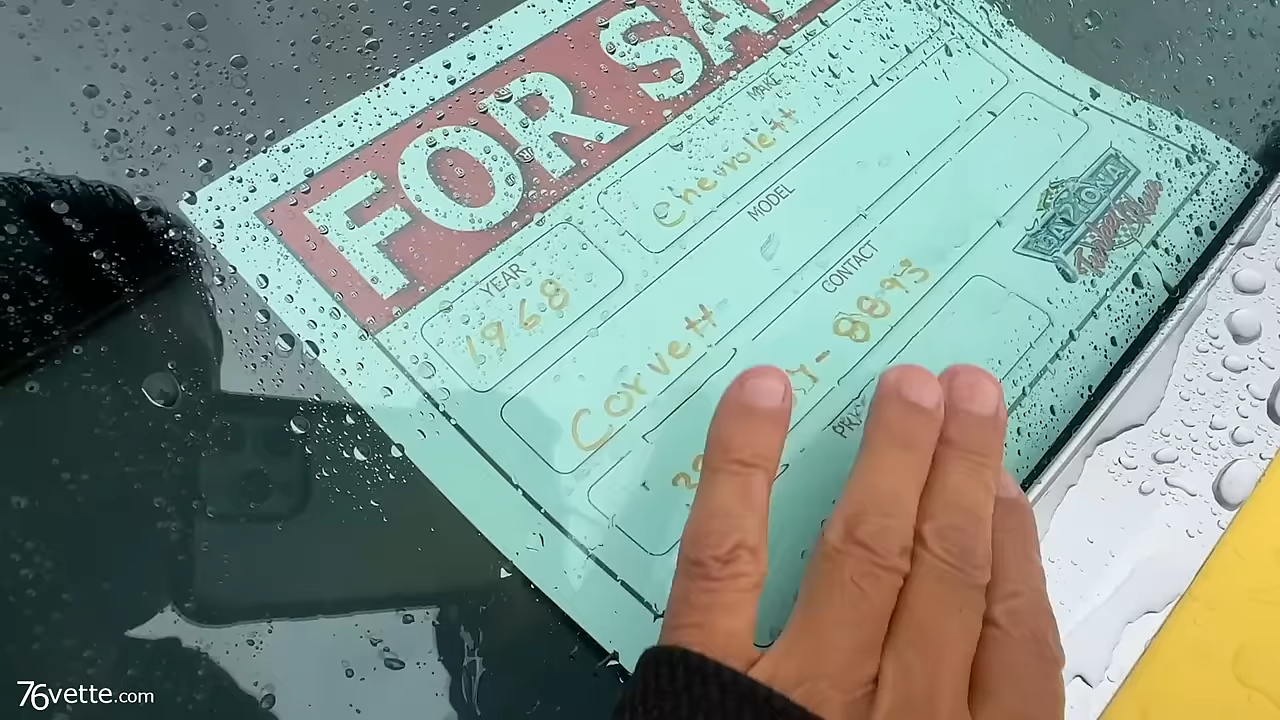 FOR SA
MAKE
Chevrolett
YEAR
1968
MODEL
Corvett
CONTACT
- 8895
76vette.com